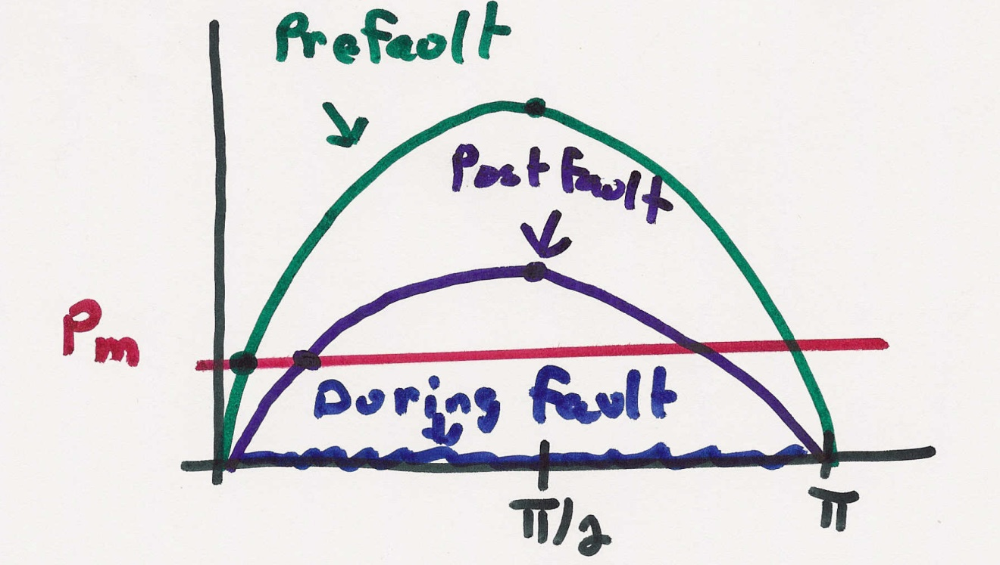 Prefault
Post fault
Pm
During fault
π/2
π